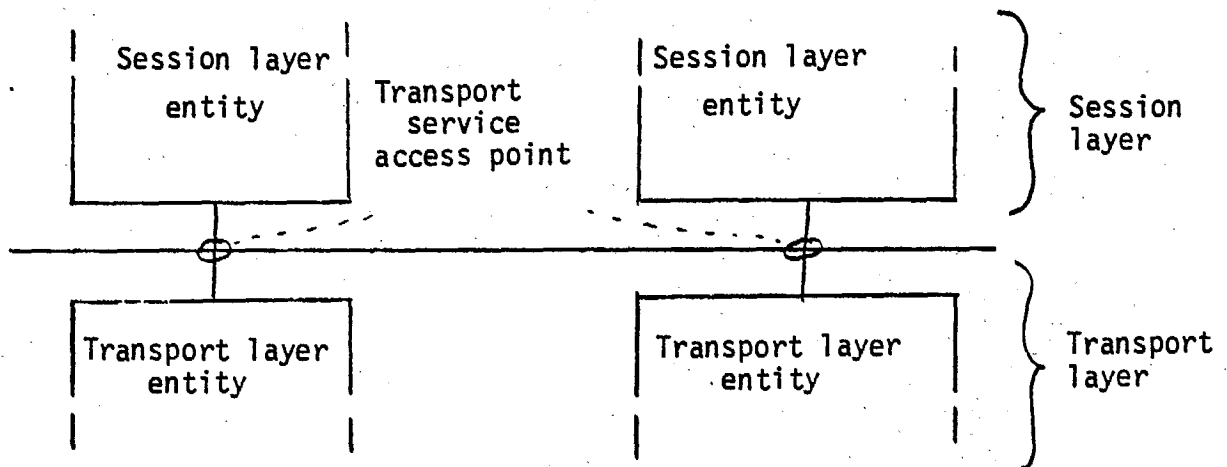 Session layer
entity
Transport
service
access point
Session layer
entity
Session
layer
Transport layer
entity
Transport layer
entity
Transport
layer